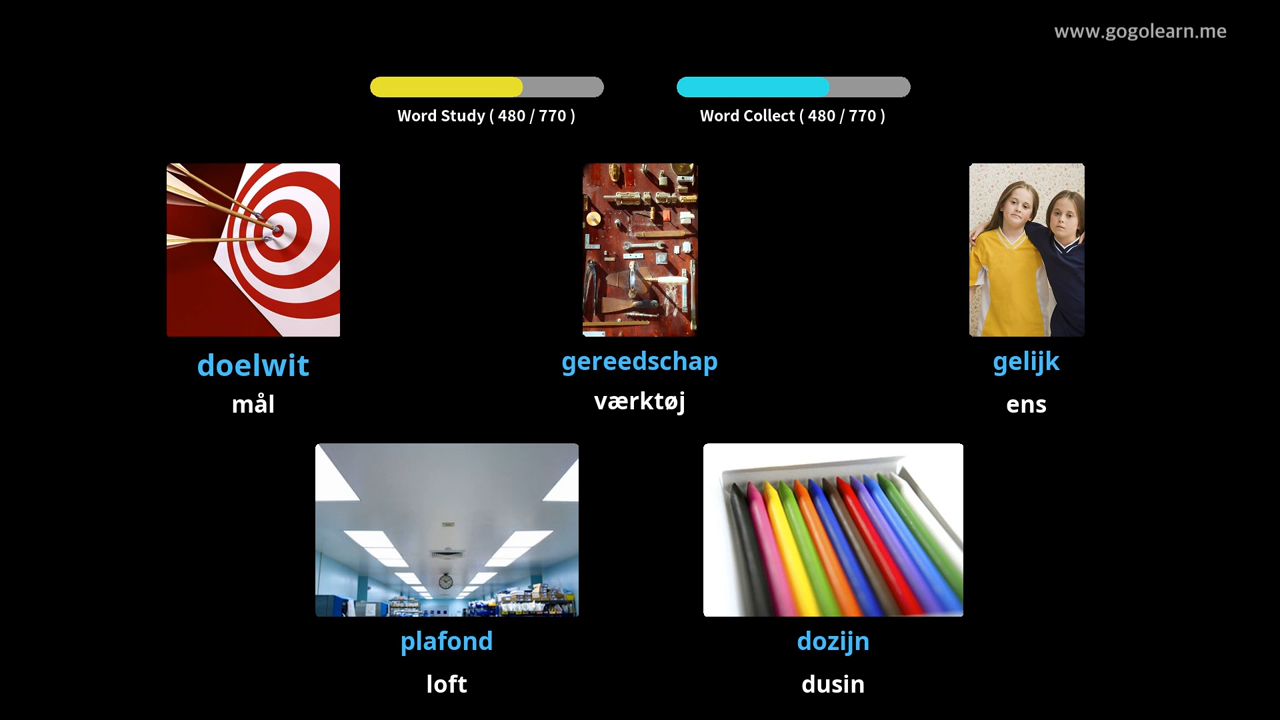 www.gogolearn.me
Word Study ( 480 / 770 )
Word Collect ( 480 / 770 )
doelwit
mål
gereedschap
værktøj
gelijk
ens
plafond
loft
dozijn
dusin